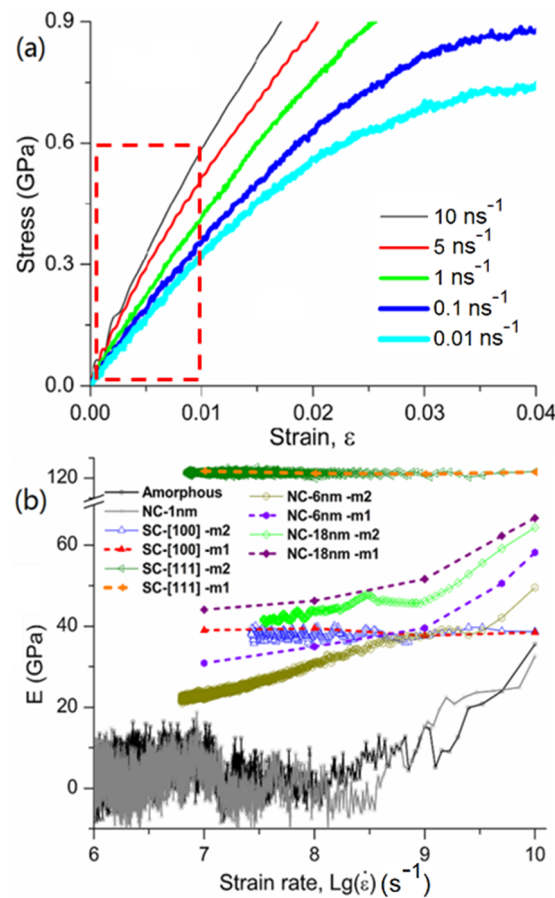 (a)
0.9
0.6
0.3
0.0
Stress (GPa)
10 ns⁻¹
5 ns⁻¹
1 ns⁻¹
0.1 ns⁻¹
0.01 ns⁻¹
0.00 0.01 0.02 0.03 0.04
Strain, ε
(b)
120
60
40
20
0
E (GPa)
Amorphous
NC-1nm
SC-[100] -m2
SC-[100] -m1
SC-[111] -m2
SC-[111] -m1
NC-6nm -m2
NC-6nm -m1
NC-18nm -m2
NC-18nm -m1
6 7 8 9 10
Strain rate, Lg(ε̇) (s⁻¹)